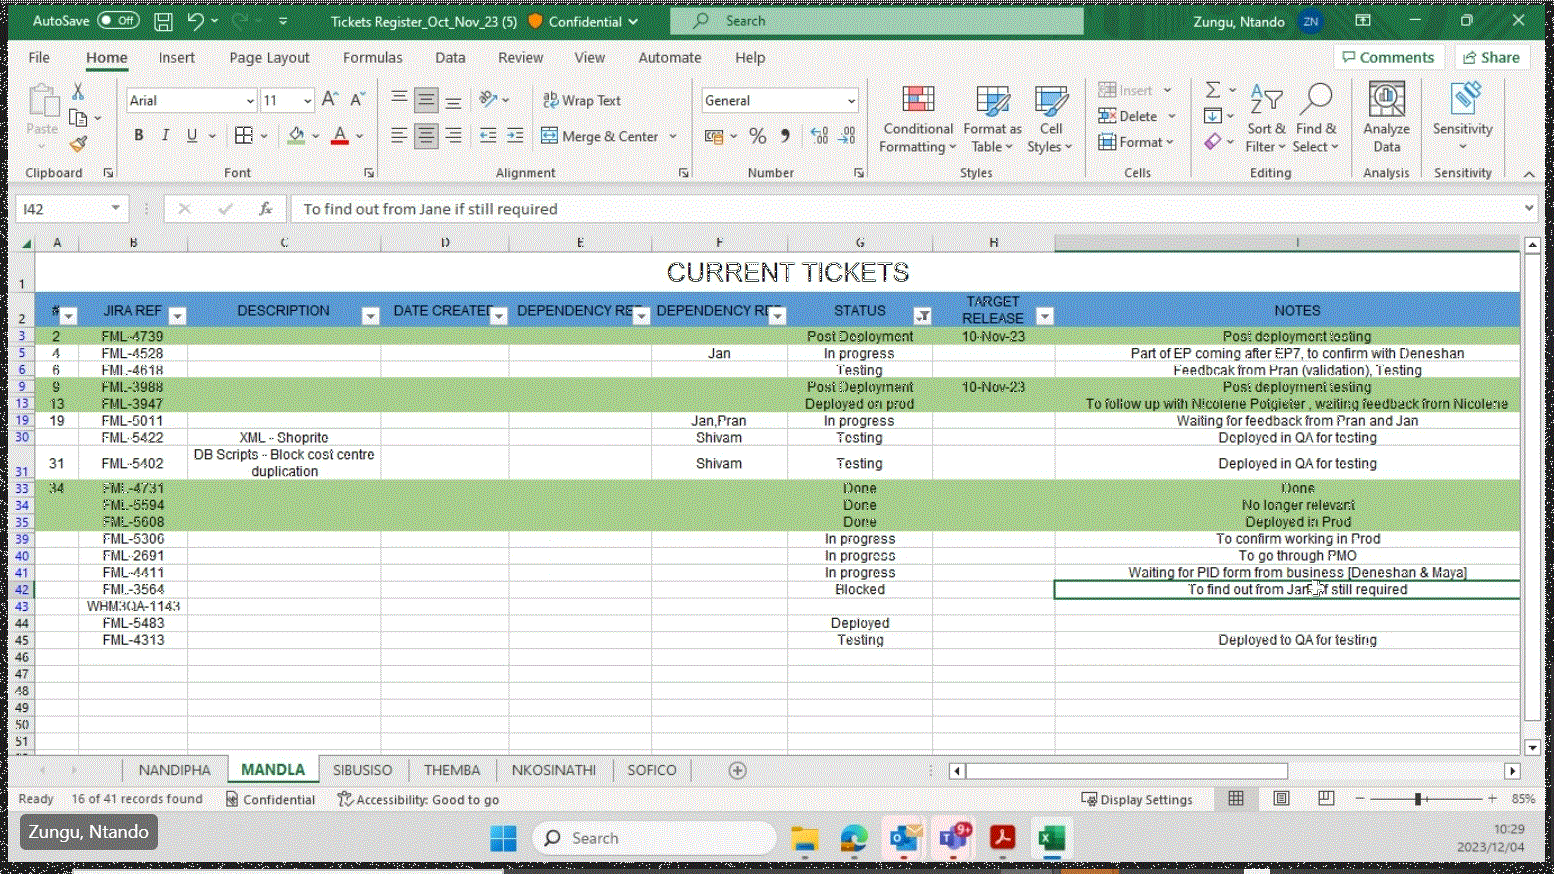 AutoSave Off Tickets_Register_Oct_Nov_23 (5) Confidential Search Zungu, Ntando ZN
File Home Insert Page Layout Formulas Data Review View Automate Help Comments Share
Paste Arial 11 Wrap Text General Insert
B I U Merge & Center % Conditional Formatting Format as Table Cell Styles Delete Sort & Filter Find & Select Analyze Data Sensitivity
Format
Clipboard Font Alignment Number Styles Cells Editing Analysis Sensitivity
I42 fx To find out from Jane if still required
A B C D E F G H I
1 CURRENT TICKETS
2 # JIRA REF DESCRIPTION DATE CREATED DEPENDENCY RE DEPENDENCY RE STATUS TARGET RELEASE NOTES
3 2 FML-4739 Post Deployment 10-Nov-23 Post deployment testing
5 4 FML-4528 Jan In progress Part of EP coming after EP7, to confirm with Deneshan
6 6 FML-4618 Testing Feedbcak from Pran (validation), Testing
9 9 FML-3988 Post Deployment 10-Nov-23 Post deployment testing
13 13 FML-3947 Deployed on prod To follow up with Nicolene Potgieter , waiting feedback from Nicolene
19 19 FML-5011 Jan,Pran In progress Waiting for feedback from Pran and Jan
30 FML-5422 XML - Shoprite Shivam Testing Deployed in QA for testing
31 31 FML-5402 DB Scripts - Block cost centre duplication Shivam Testing Deployed in QA for testing
33 34 FML-4731 Done Done
34 FML-5594 Done No longer relevant
35 FML-5608 Done Deployed in Prod
39 FML-5306 In progress To confirm working in Prod
40 FML-2691 In progress To go through PMO
41 FML-4411 In progress Waiting for PID form from business [Deneshan & Maya]
42 FML-3564 Blocked To find out from Jane if still required
43 WHM3QA-1143
44 FML-5483 Deployed
45 FML-4313 Testing Deployed to QA for testing
46
47
48
49
50
51
NANDIPHA MANDLA SIBUSISO THEMBA NKOSINATHI SOFICO
Ready 16 of 41 records found Confidential Accessibility: Good to go Display Settings 85%
Zungu, Ntando Search 9+ 10:29
2023/12/04